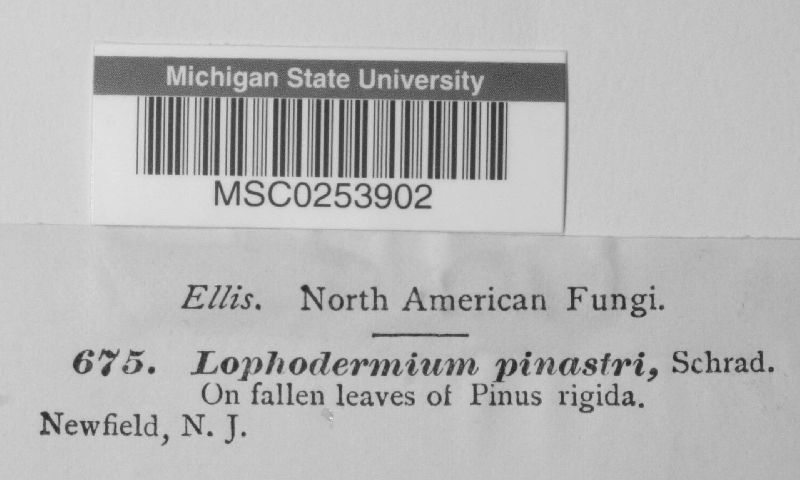 Michigan State University
MSC0253902
Ellis. North American Fungi.
675. Lophodermium pinastri, Schrad.
On fallen leaves of Pinus rigida.
Newfield, N. J.